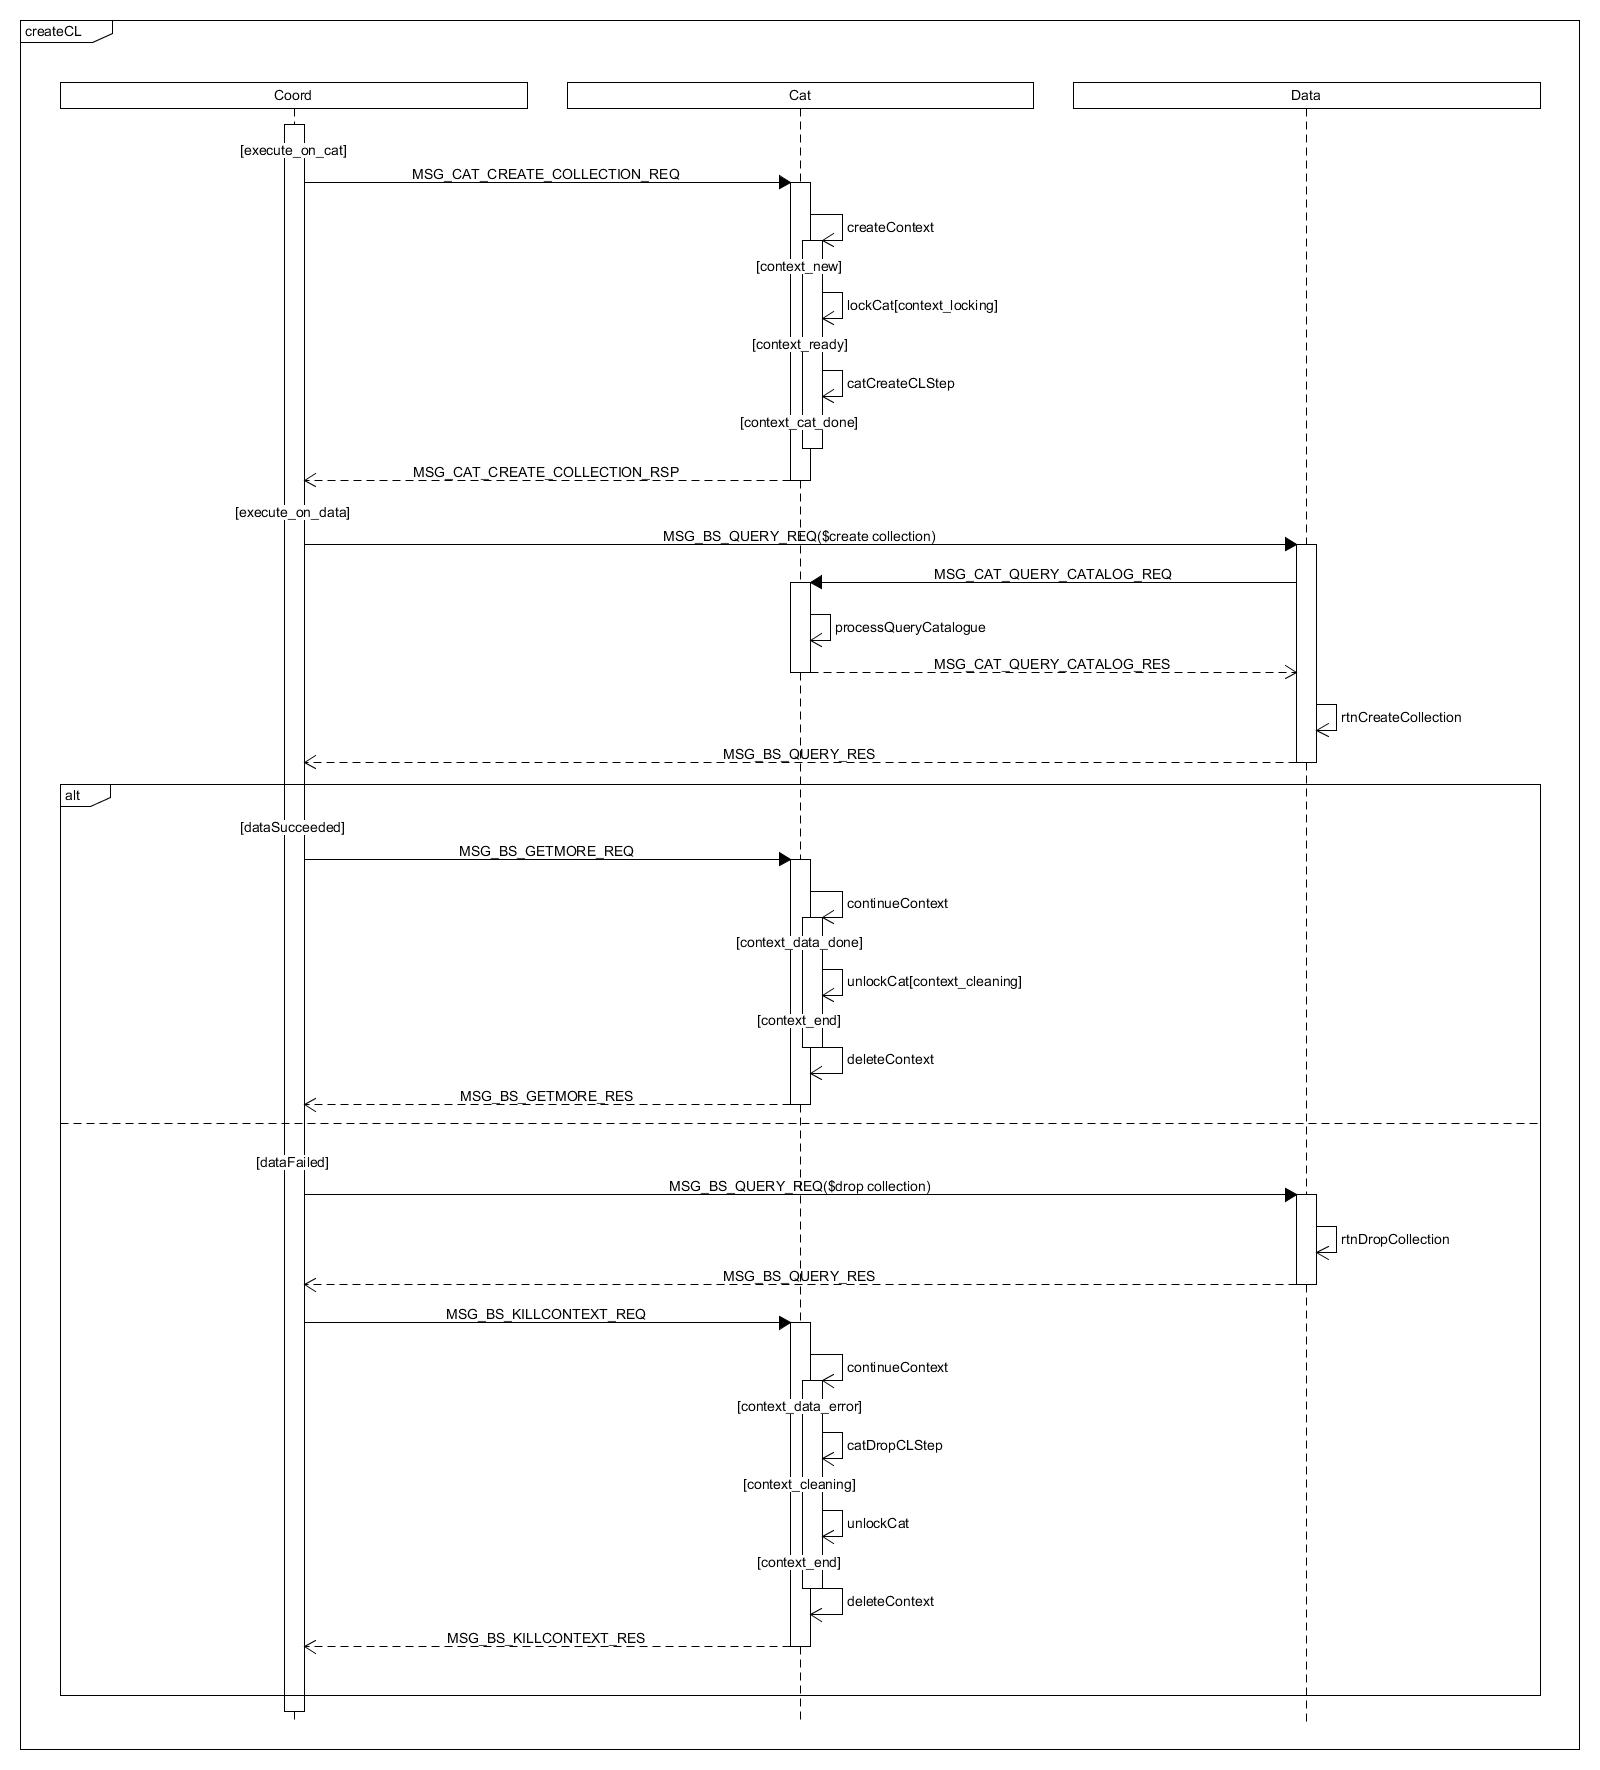 createCL
Coord
Cat
Data
[execute_on_cat]
MSG_CAT_CREATE_COLLECTION_REQ
createContext
[context_new]
lockCat[context_locking]
[context_ready]
catCreateCLStep
[context_cat_done]
MSG_CAT_CREATE_COLLECTION_RSP
[execute_on_data]
MSG_BS_QUERY_REQ($create collection)
MSG_CAT_QUERY_CATALOG_REQ
processQueryCatalogue
MSG_CAT_QUERY_CATALOG_RES
rtnCreateCollection
MSG_BS_QUERY_RES
alt
[dataSucceeded]
MSG_BS_GETMORE_REQ
continueContext
[context_data_done]
unlockCat[context_cleaning]
[context_end]
deleteContext
MSG_BS_GETMORE_RES
[dataFailed]
MSG_BS_QUERY_REQ($drop collection)
rtnDropCollection
MSG_BS_QUERY_RES
MSG_BS_KILLCONTEXT_REQ
continueContext
[context_data_error]
catDropCLStep
[context_cleaning]
unlockCat
[context_end]
deleteContext
MSG_BS_KILLCONTEXT_RES